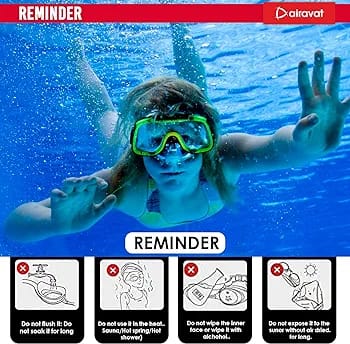 REMINDER
airavat
REMINDER
Do not flush it: Do
not soak it for long
Do not use it in the heat..
Sauna/Hot spring/Hot
shower)
Do not wipe the inner
face or wipe it with
alchohol..
Do not expose it to the
sunce without air aided.
for long.